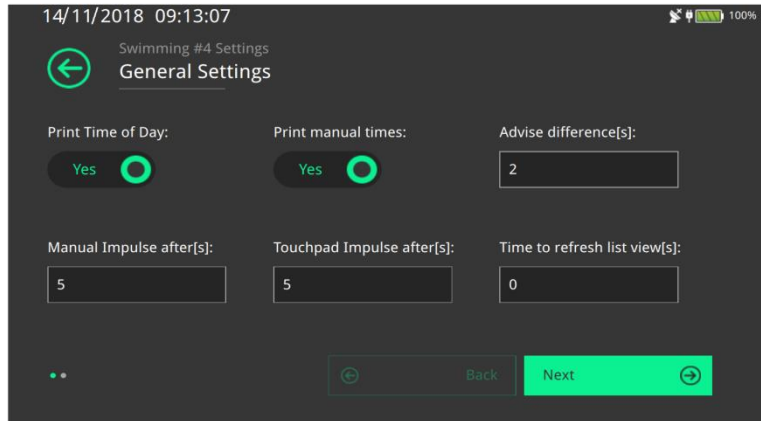 14/11/2018 09:13:07
100%
Swimming #4 Settings
General Settings
Print Time of Day:
Print manual times:
Advise difference[s]:
Yes
Yes
2
Manual Impulse after[s]:
Touchpad Impulse after[s]:
Time to refresh list view[s]:
5
5
0
Back
Next